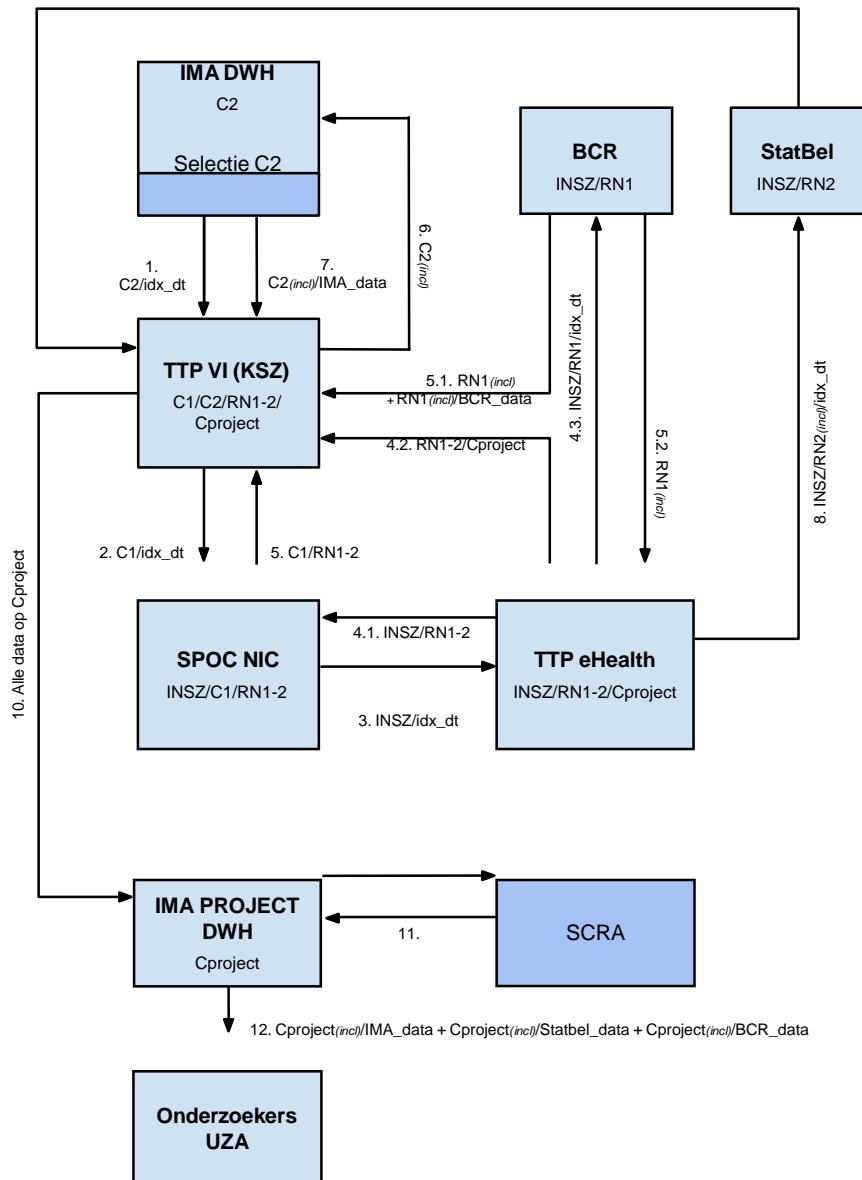 IMA DWH
C2
Selectie C2
BCR
INSZ/RN1
StatBel
INSZ/RN2
1.
C2/idx_dt
7.
C2(incl)/IMA_data
6. C2(incl)
TTP VI (KSZ)
C1/C2/RN1-2/
Cproject
5.1. RN1(incl)
+RN1(incl)/BCR_data
4.2. RN1-2/Cproject
4.3. INSZ/RN1/idx_dt
5.2. RN1(incl)
8. INSZ/RN2(incl)/idx_dt
2. C1/idx_dt
5. C1/RN1-2
10. Alle data op Cproject
SPOC NIC
INSZ/C1/RN1-2
4.1. INSZ/RN1-2
3. INSZ/idx_dt
TTP eHealth
INSZ/RN1-2/Cproject
IMA PROJECT
DWH
Cproject
11.
SCRA
12. Cproject(incl)/IMA_data + Cproject(incl)/Statbel_data + Cproject(incl)/BCR_data
Onderzoekers
UZA